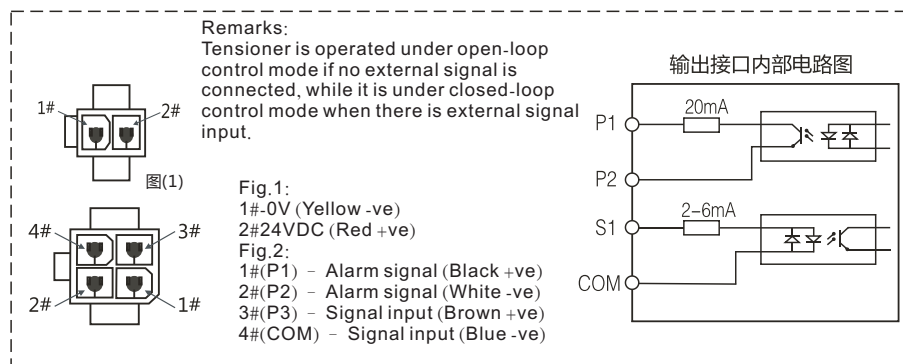 Remarks:
Tensioner is operated under open-loop
control mode if no external signal is
connected, while it is under closed-loop
control mode when there is external signal
input.
1#
2#
图(1)
4#
3#
2#
1#
Fig.1:
1#-0V (Yellow -ve)
2#24VDC (Red +ve)
Fig.2:
1#(P1) - Alarm signal (Black +ve)
2#(P2) - Alarm signal (White -ve)
3#(P3) - Signal input (Brown +ve)
4#(COM) - Signal input (Blue -ve)
输出接口内部电路图
P1
20mA
P2
S1
2-6mA
COM